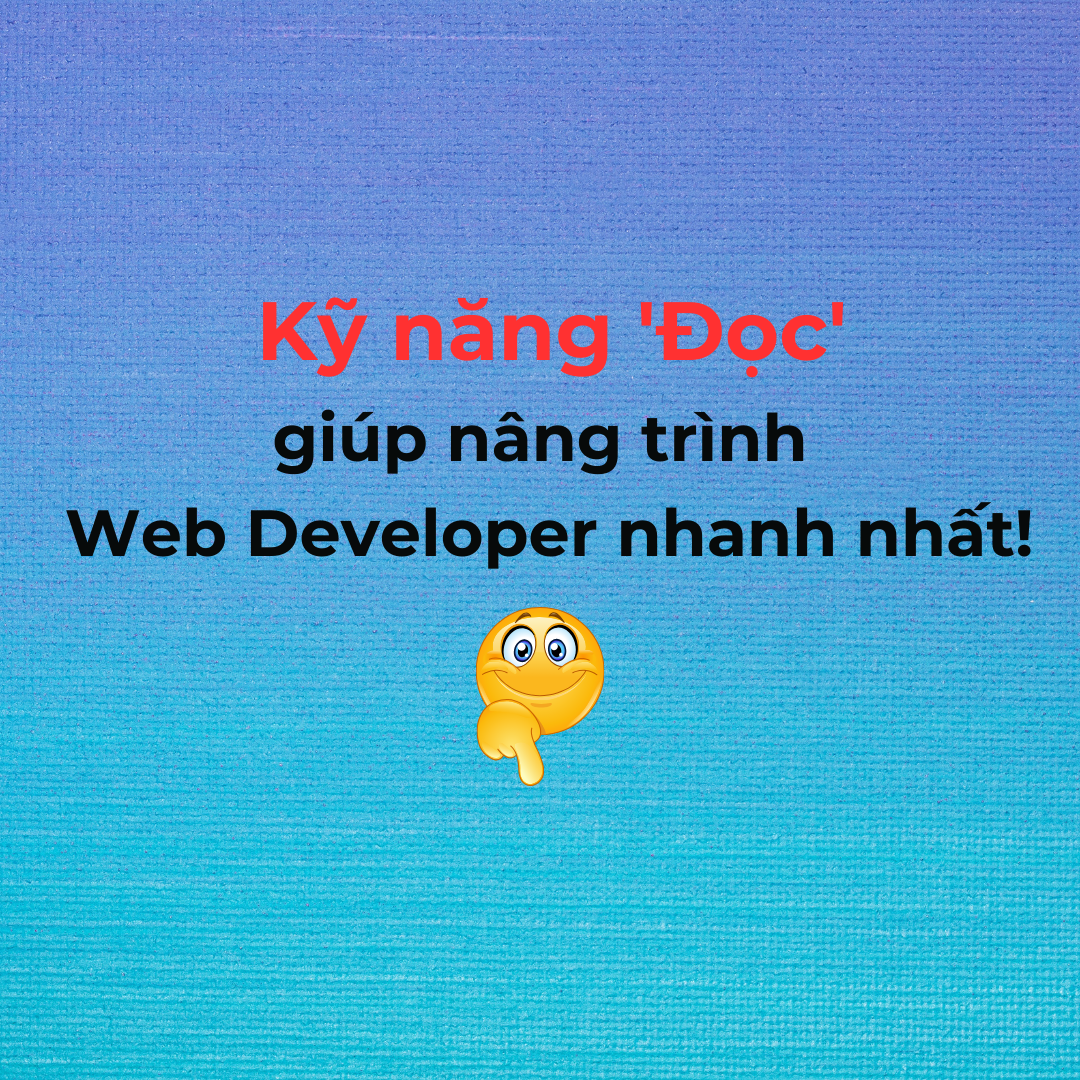 Kỹ năng 'Đọc'
giúp nâng trình
Web Developer nhanh nhất!